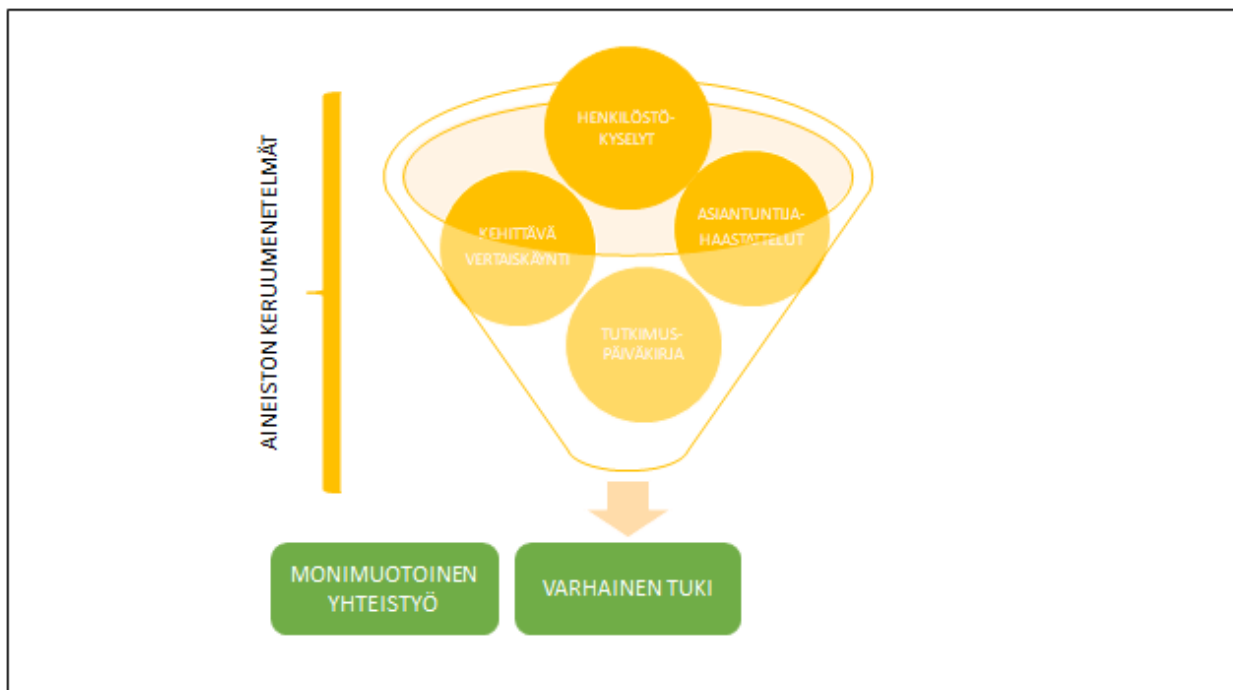 AINEISTON KERUUMENETELMÄT
HENKILÖSTÖ-
KYSELYT
KEHITTÄVÄ
VERTAISKÄYNTI
ASIANTUNTIJA-
HAASTATTELUT
TUTKIMUS-
PÄIVÄKIRJA
MONIMUOTOINEN
YHTEISTYÖ
VARHAINEN TUKI